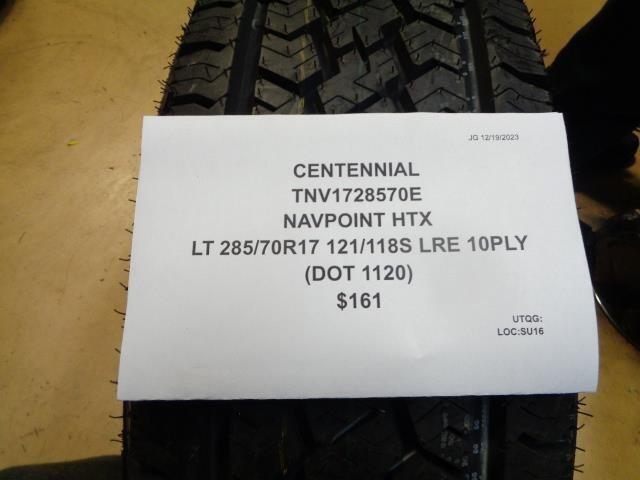 JG 12/19/2023
CENTENNIAL
TNV1728570E
NAVPOINT HTX
LT 285/70R17 121/118S LRE 10PLY
(DOT 1120)
$161
UTQG:
LOC:SU16